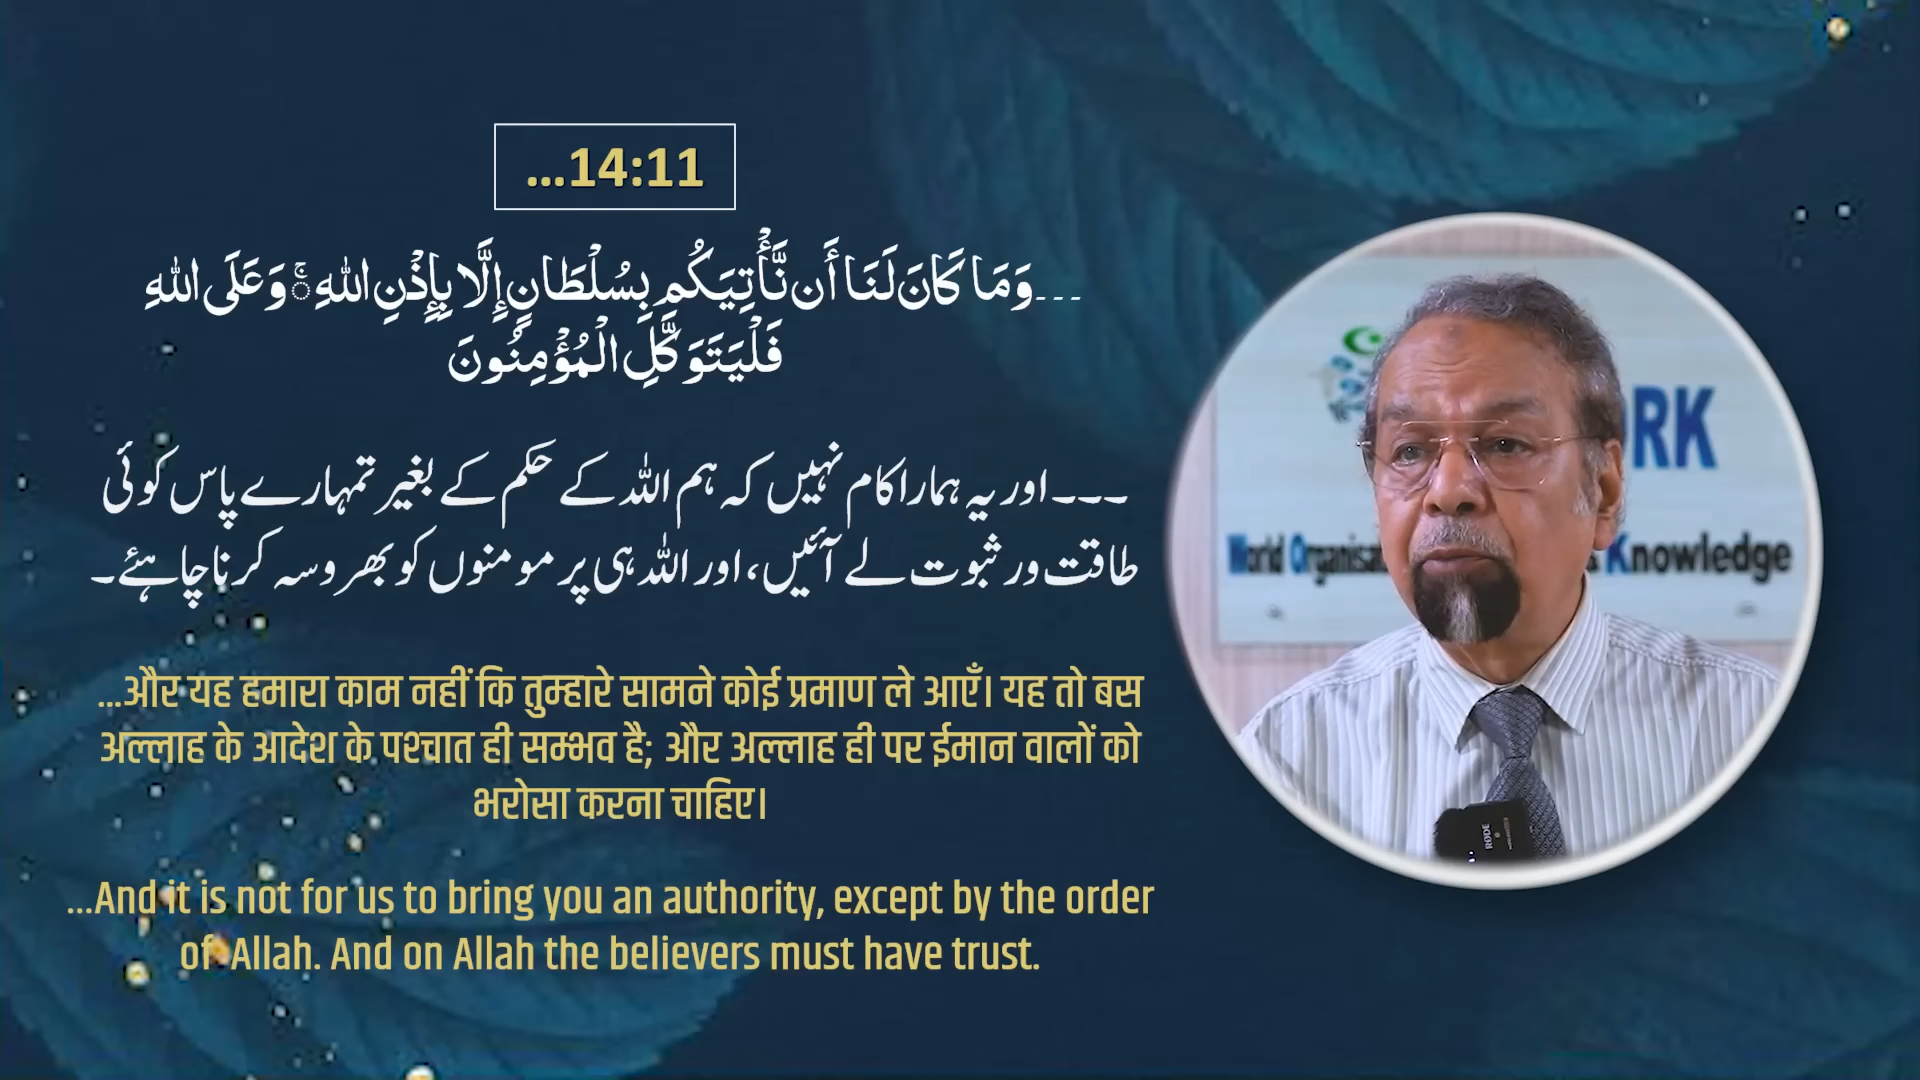 ...14:11
...وَمَا كَانَ لَنَا أَن نَّأْتِيَكُم بِسُلْطَانٍ إِلَّا بِإِذْنِ اللَّهِ ۚ وَعَلَى اللَّهِ
فَلْيَتَوَكَّلِ الْمُؤْمِنُونَ
۔۔۔اور یہ ہمارا کام نہیں کہ ہم اللہ کے حکم کے بغیر تمہارے پاس کوئی
طاقت ور ثبوت لے آئیں، اور اللہ ہی پر مومنوں کو بھروسہ کرنا چاہئے۔
...और यह हमारा काम नहीं कि तुम्हारे सामने कोई प्रमाण ले आएँ। यह तो बस
अल्लाह के आदेश के पश्चात ही सम्भव है; और अल्लाह ही पर ईमान वालों को
भरोसा करना चाहिए।
...And it is not for us to bring you an authority, except by the order
of Allah. And on Allah the believers must have trust.
RK
World Organisa Knowledge
RØDE